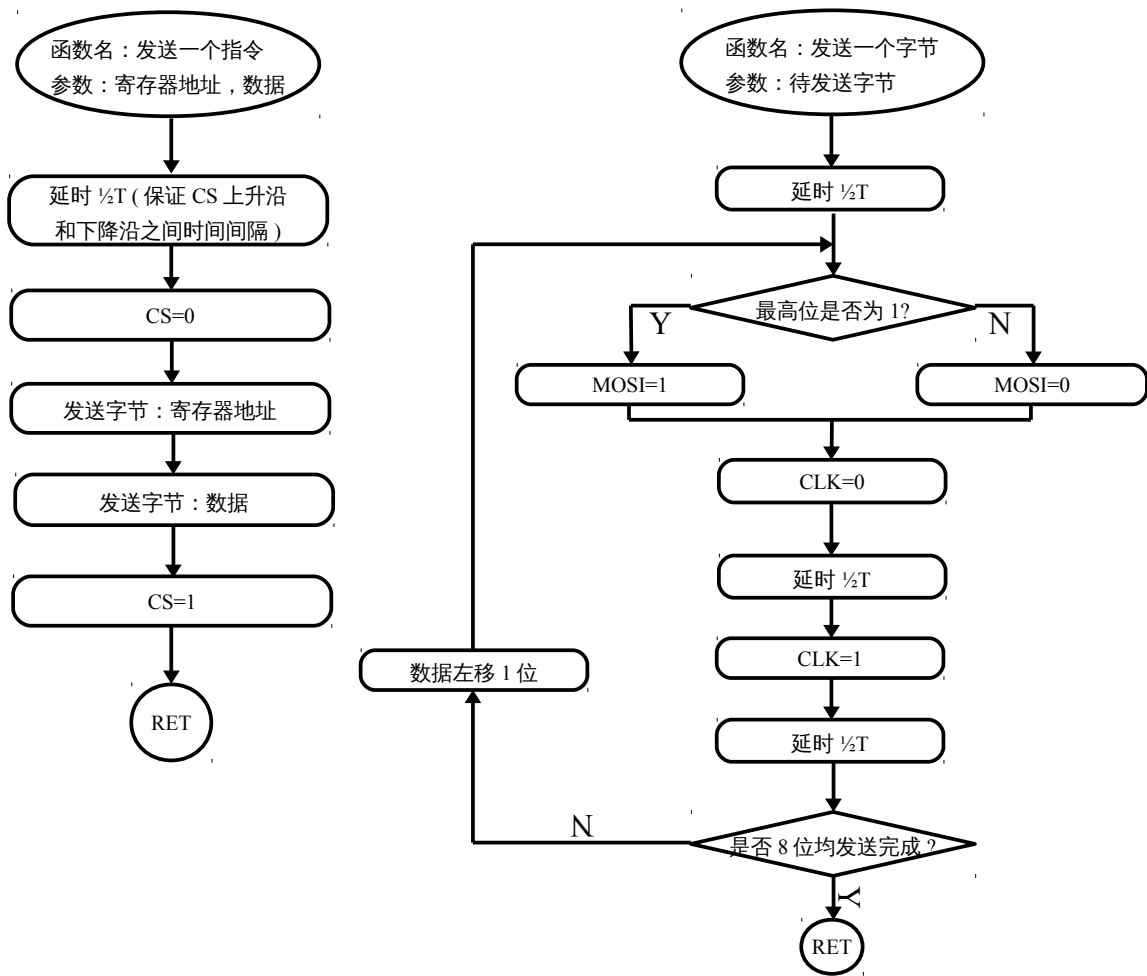 函数名：发送一个指令
参数：寄存器地址，数据
延时 ½T ( 保证 CS 上升沿
和下降沿之间时间间隔 )
CS=0
发送字节：寄存器地址
发送字节：数据
CS=1
RET
函数名：发送一个字节
参数：待发送字节
延时 ½T
最高位是否为 1?
Y
N
MOSI=1
MOSI=0
CLK=0
延时 ½T
CLK=1
数据左移 1 位
延时 ½T
N
是否 8 位均发送完成 ?
Y
RET